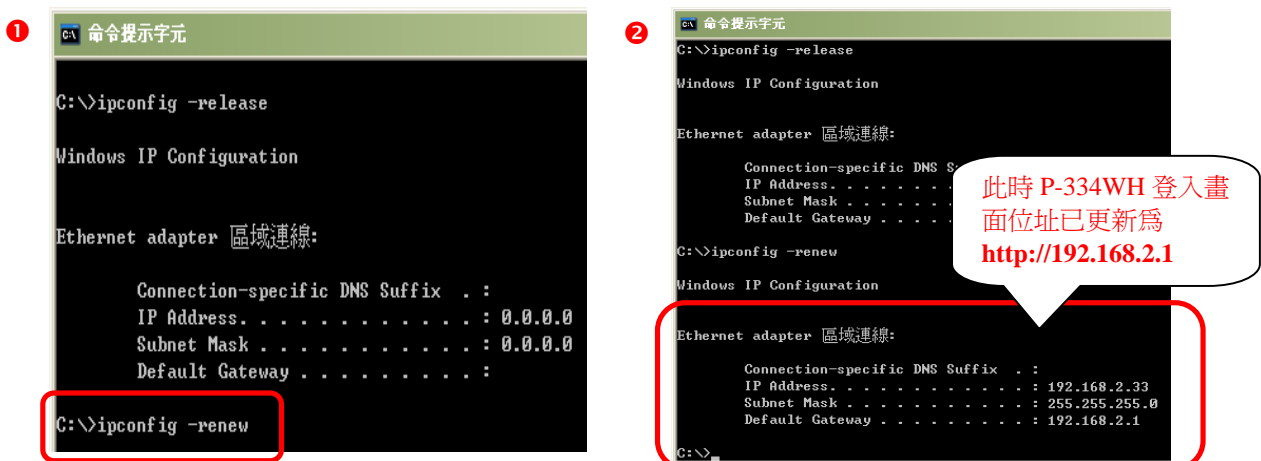 ❶
命令提示字元
C:\>ipconfig -release
Windows IP Configuration
Ethernet adapter 區域連線:
Connection-specific DNS Suffix . :
IP Address. . . . . . . . . . . . : 0.0.0.0
Subnet Mask . . . . . . . . . . . : 0.0.0.0
Default Gateway . . . . . . . . . :
C:\>ipconfig -renew
❷
命令提示字元
C:\>ipconfig -release
Windows IP Configuration
Ethernet adapter 區域連線:
Connection-specific DNS
IP Address. . . . . . . .
Subnet Mask . . . . . . .
Default Gateway . . . . .
此時 P-334WH 登入畫
面位址已更新為
http://192.168.2.1
C:\>ipconfig -renew
Windows IP Configuration
Ethernet adapter 區域連線:
Connection-specific DNS Suffix . :
IP Address. . . . . . . . . . . . : 192.168.2.33
Subnet Mask . . . . . . . . . . . : 255.255.255.0
Default Gateway . . . . . . . . . : 192.168.2.1
C:\>_